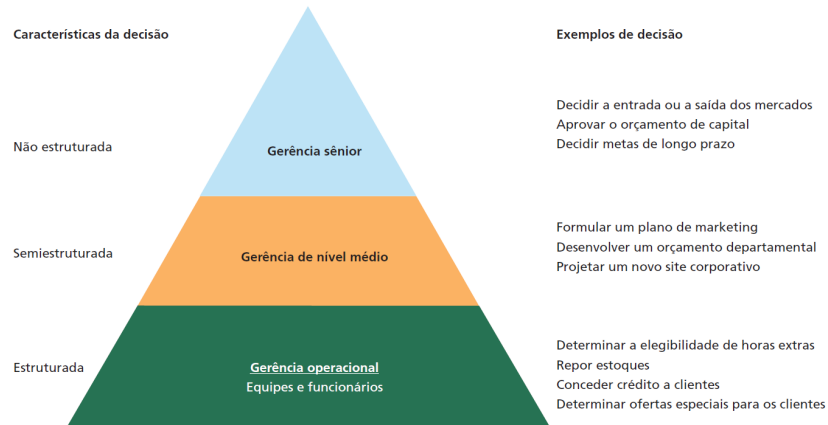 Características da decisão
Exemplos de decisão
Não estruturada
Gerência sênior
Decidir a entrada ou a saída dos mercados
Aprovar o orçamento de capital
Decidir metas de longo prazo
Semiestruturada
Gerência de nível médio
Formular um plano de marketing
Desenvolver um orçamento departamental
Projetar um novo site corporativo
Estruturada
Gerência operacional
Equipes e funcionários
Determinar a elegibilidade de horas extras
Repor estoques
Conceder crédito a clientes
Determinar ofertas especiais para os clientes